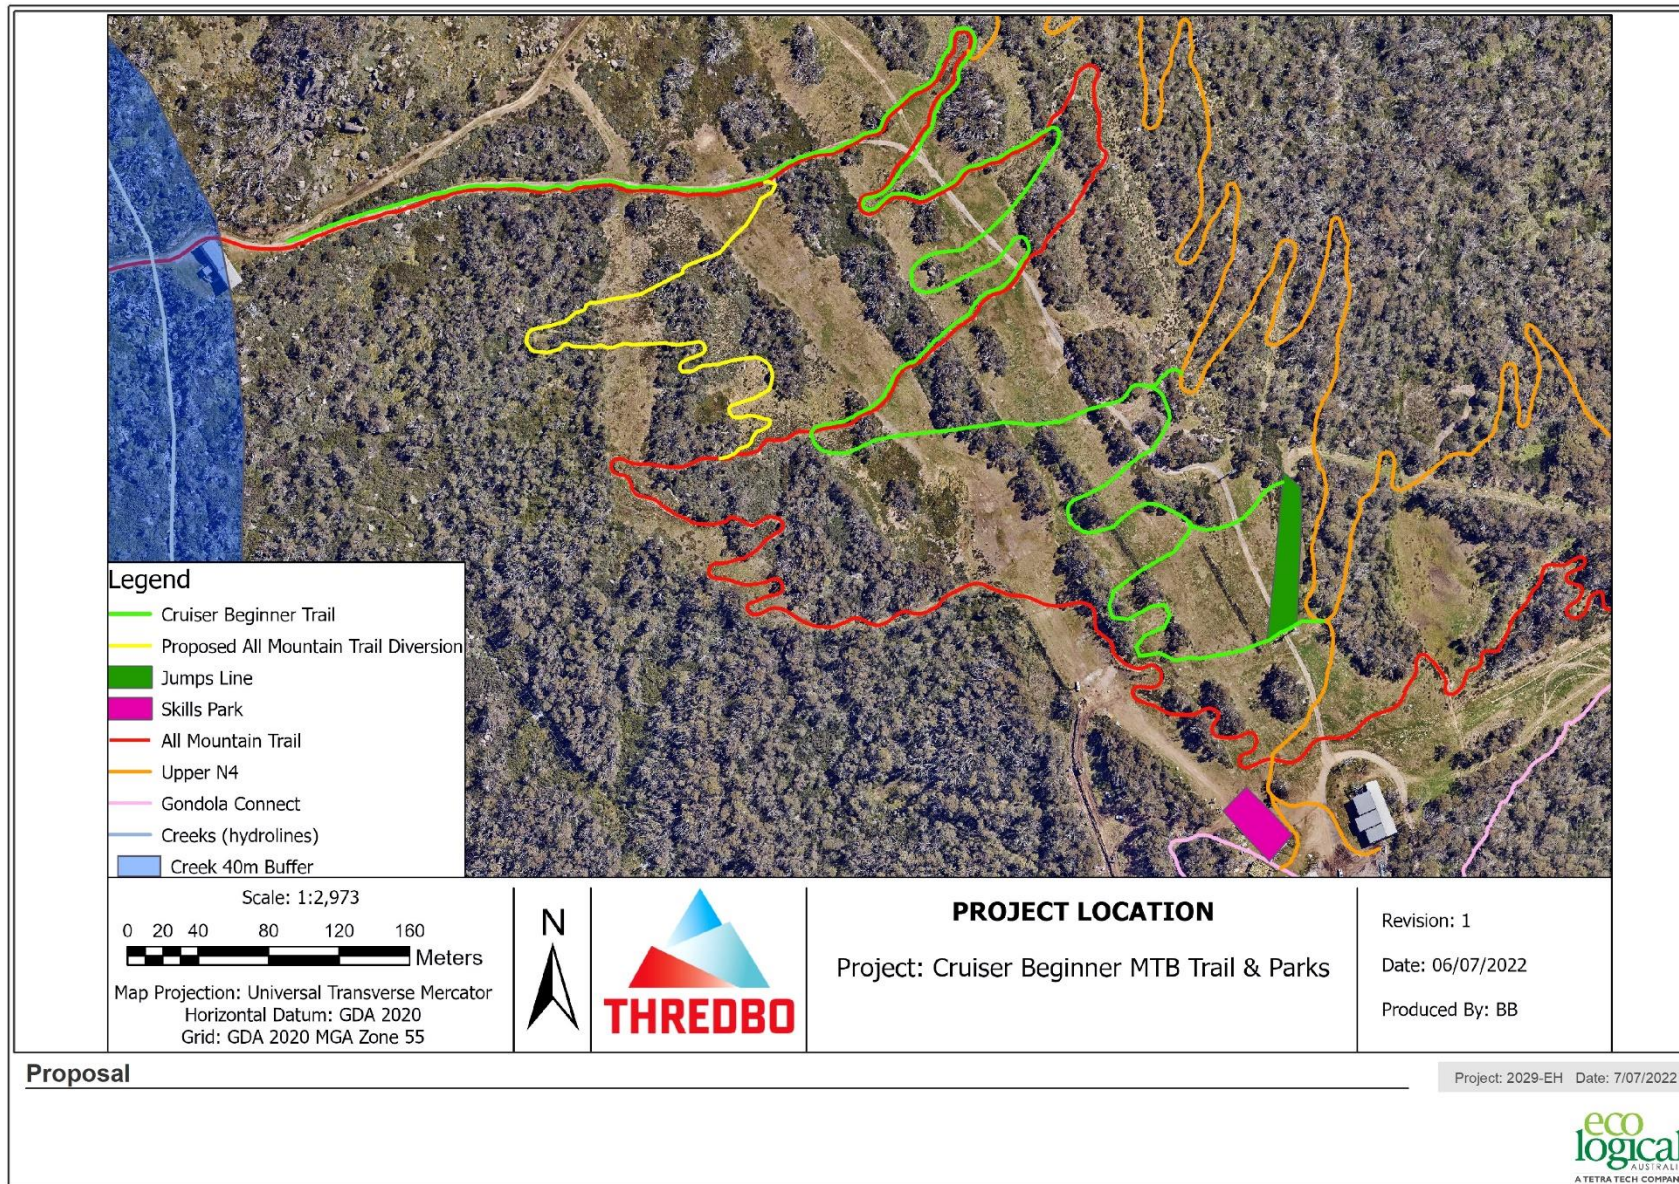 Legend
Cruiser Beginner Trail
Proposed All Mountain Trail Diversion
Jumps Line
Skills Park
All Mountain Trail
Upper N4
Gondola Connect
Creeks (hydrolines)
Creek 40m Buffer
Scale: 1:2,973
0 20 40 80 120 160
Meters
Map Projection: Universal Transverse Mercator
Horizontal Datum: GDA 2020
Grid: GDA 2020 MGA Zone 55
N
THREDBO
PROJECT LOCATION
Project: Cruiser Beginner MTB Trail & Parks
Revision: 1
Date: 06/07/2022
Produced By: BB
Proposal
Project: 2029-EH Date: 7/07/2022
eco
logical
AUSTRALIA
A TETRA TECH COMPANY